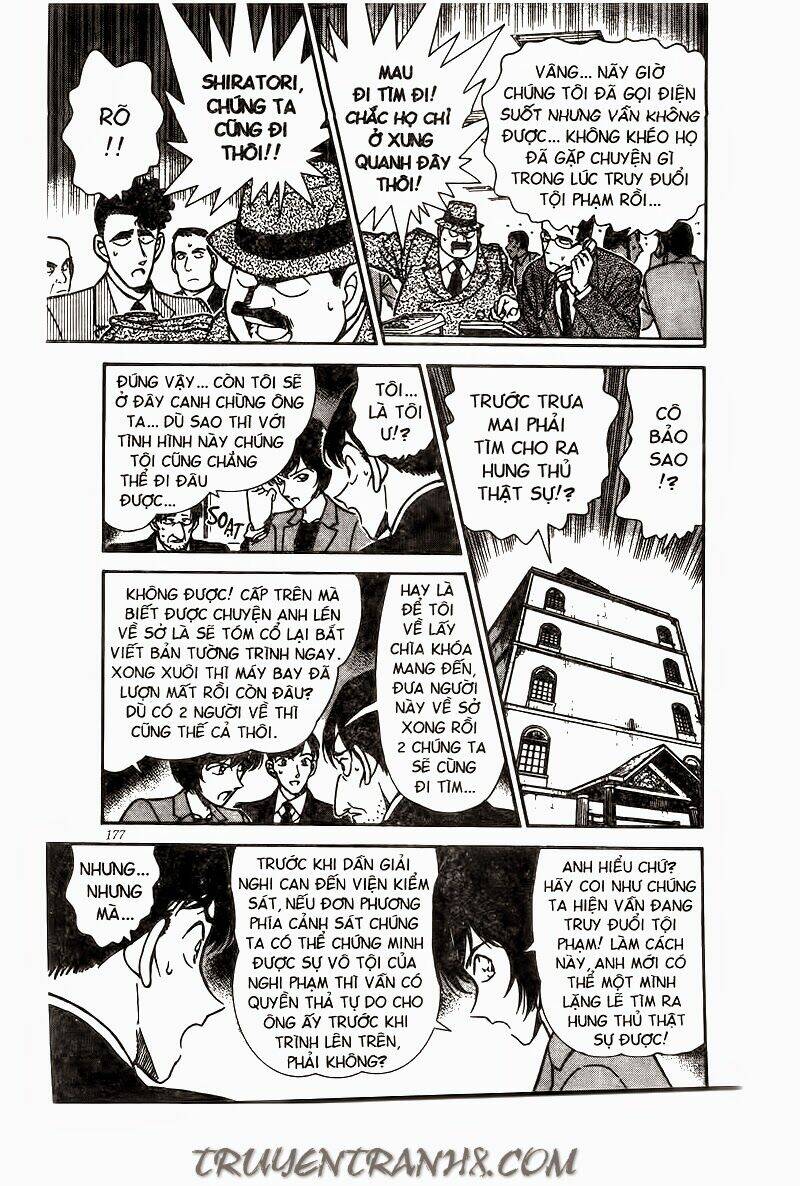 VÂNG... NÃY GIỜ
CHÚNG TÔI ĐÃ GỌI ĐIỆN
SUỐT NHƯNG VẪN KHÔNG
ĐƯỢC... KHÔNG KHÉO HỌ
ĐÃ GẶP CHUYỆN GÌ
TRONG LÚC TRUY ĐUỔI
TỘI PHẠM RỒI...
MAU
ĐI TÌM ĐI!
CHẮC HỌ CHỈ
Ở XUNG
QUANH ĐÂY
THÔI!
SHIRATORI,
CHÚNG TA
CŨNG ĐI
THÔI!!
RÕ
!!
CÔ
BẢO
SAO
!?
TRƯỚC TRƯA
MAI PHẢI
TÌM CHO RA
HUNG THỦ
THẬT SỰ!?
TÔI...
LÀ TÔI
Ư!?
ĐÚNG VẬY... CÒN TÔI SẼ
Ở ĐÂY CANH CHỪNG ÔNG
TA... DÙ SAO THÌ VỚI
TÌNH HÌNH NÀY CHÚNG
TÔI CŨNG CHẲNG
THỂ ĐI ĐÂU
ĐƯỢC...
SOẠT
HAY LÀ
ĐỂ TÔI
VỀ LẤY
CHÌA KHÓA
MANG ĐẾN,
ĐƯA NGƯỜI
NÀY VỀ SỞ
XONG RỒI
2 CHÚNG TA
SẼ CÙNG
ĐI TÌM...
KHÔNG ĐƯỢC! CẤP TRÊN MÀ
BIẾT ĐƯỢC CHUYỆN ANH LÉN
VỀ SỞ LÀ SẼ TÓM CỔ LẠI BẮT
VIẾT BẢN TƯỜNG TRÌNH NGAY.
XONG XUÔI THÌ MÁY BAY ĐÃ
LƯỢN MẤT RỒI CÒN ĐÂU?
DÙ CÓ 2 NGƯỜI VỀ THÌ
CŨNG THẾ CẢ THÔI.
177
ANH HIỂU CHỨ?
HÃY COI NHƯ CHÚNG
TA HIỆN VẪN ĐANG
TRUY ĐUỔI TỘI
PHẠM! LÀM CÁCH
NÀY, ANH MỚI CÓ
THỂ MỘT MÌNH
LẶNG LẼ TÌM RA
HUNG THỦ THẬT
SỰ ĐƯỢC!
TRƯỚC KHI DẪN GIẢI
NGHI CAN ĐẾN VIỆN KIỂM
SÁT, NẾU ĐƠN PHƯƠNG
PHÍA CẢNH SÁT CHÚNG
TA CÓ THỂ CHỨNG MINH
ĐƯỢC SỰ VÔ TỘI CỦA
NGHI PHẠM THÌ VẪN CÓ
QUYỀN THẢ TỰ DO CHO
ÔNG ẤY TRƯỚC KHI
TRÌNH LÊN TRÊN,
PHẢI KHÔNG?
NHƯNG...
NHƯNG
MÀ...
TRUYENTRANH8.COM